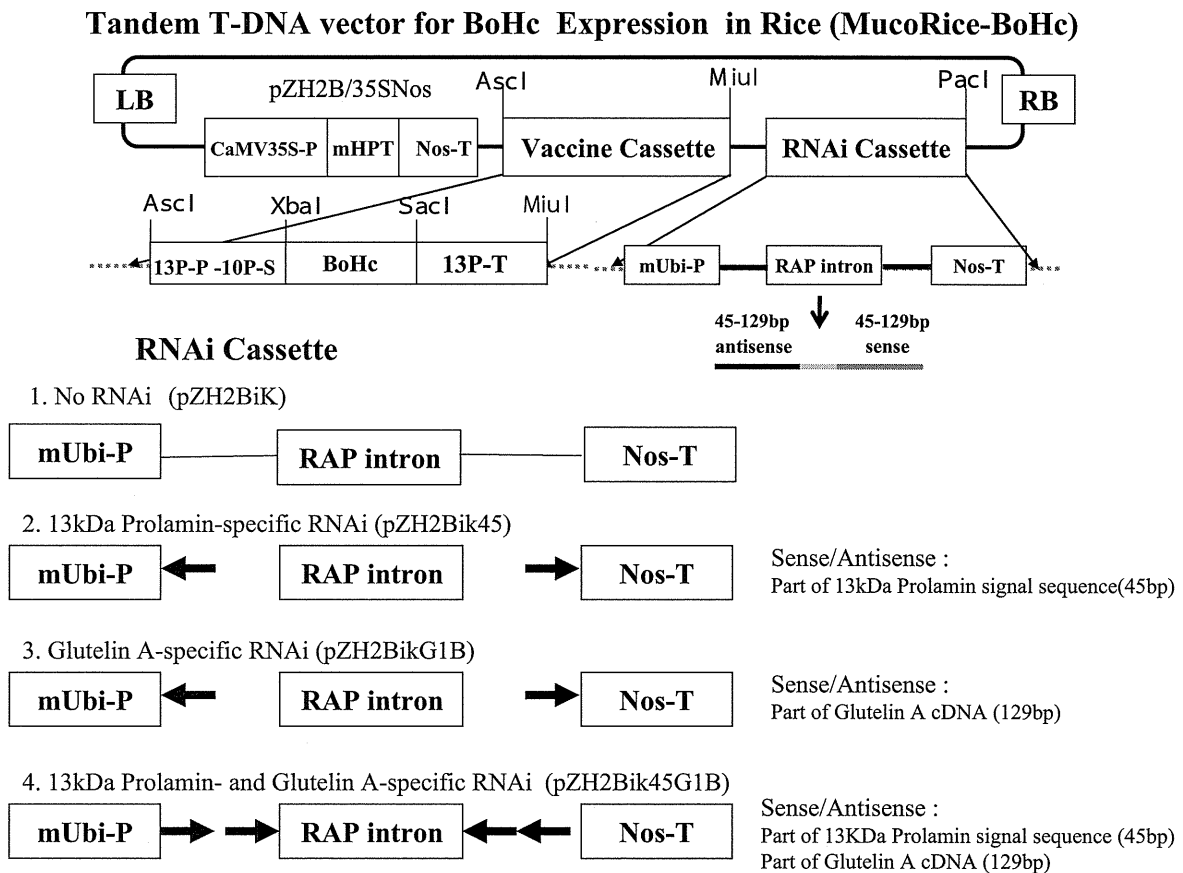 Tandem T-DNA vector for BoHc Expression in Rice (MucoRice-BoHc)
LB
pZH2B/35SNos
AscI
MiuI
PacI
RB
CaMV35S-P
mHPT
Nos-T
Vaccine Cassette
RNAi Cassette
AscI
XbaI
SacI
MiuI
13P-P -10P-S
BoHc
13P-T
mUbi-P
RAP intron
Nos-T
45-129bp
antisense
45-129bp
sense
RNAi Cassette
1. No RNAi (pZH2BiK)
mUbi-P
RAP intron
Nos-T
2. 13kDa Prolamin-specific RNAi (pZH2Bik45)
mUbi-P
RAP intron
Nos-T
Sense/Antisense :
Part of 13kDa Prolamin signal sequence(45bp)
3. Glutelin A-specific RNAi (pZH2BikG1B)
mUbi-P
RAP intron
Nos-T
Sense/Antisense :
Part of Glutelin A cDNA (129bp)
4. 13kDa Prolamin- and Glutelin A-specific RNAi (pZH2Bik45G1B)
mUbi-P
RAP intron
Nos-T
Sense/Antisense :
Part of 13KDa Prolamin signal sequence (45bp)
Part of Glutelin A cDNA (129bp)